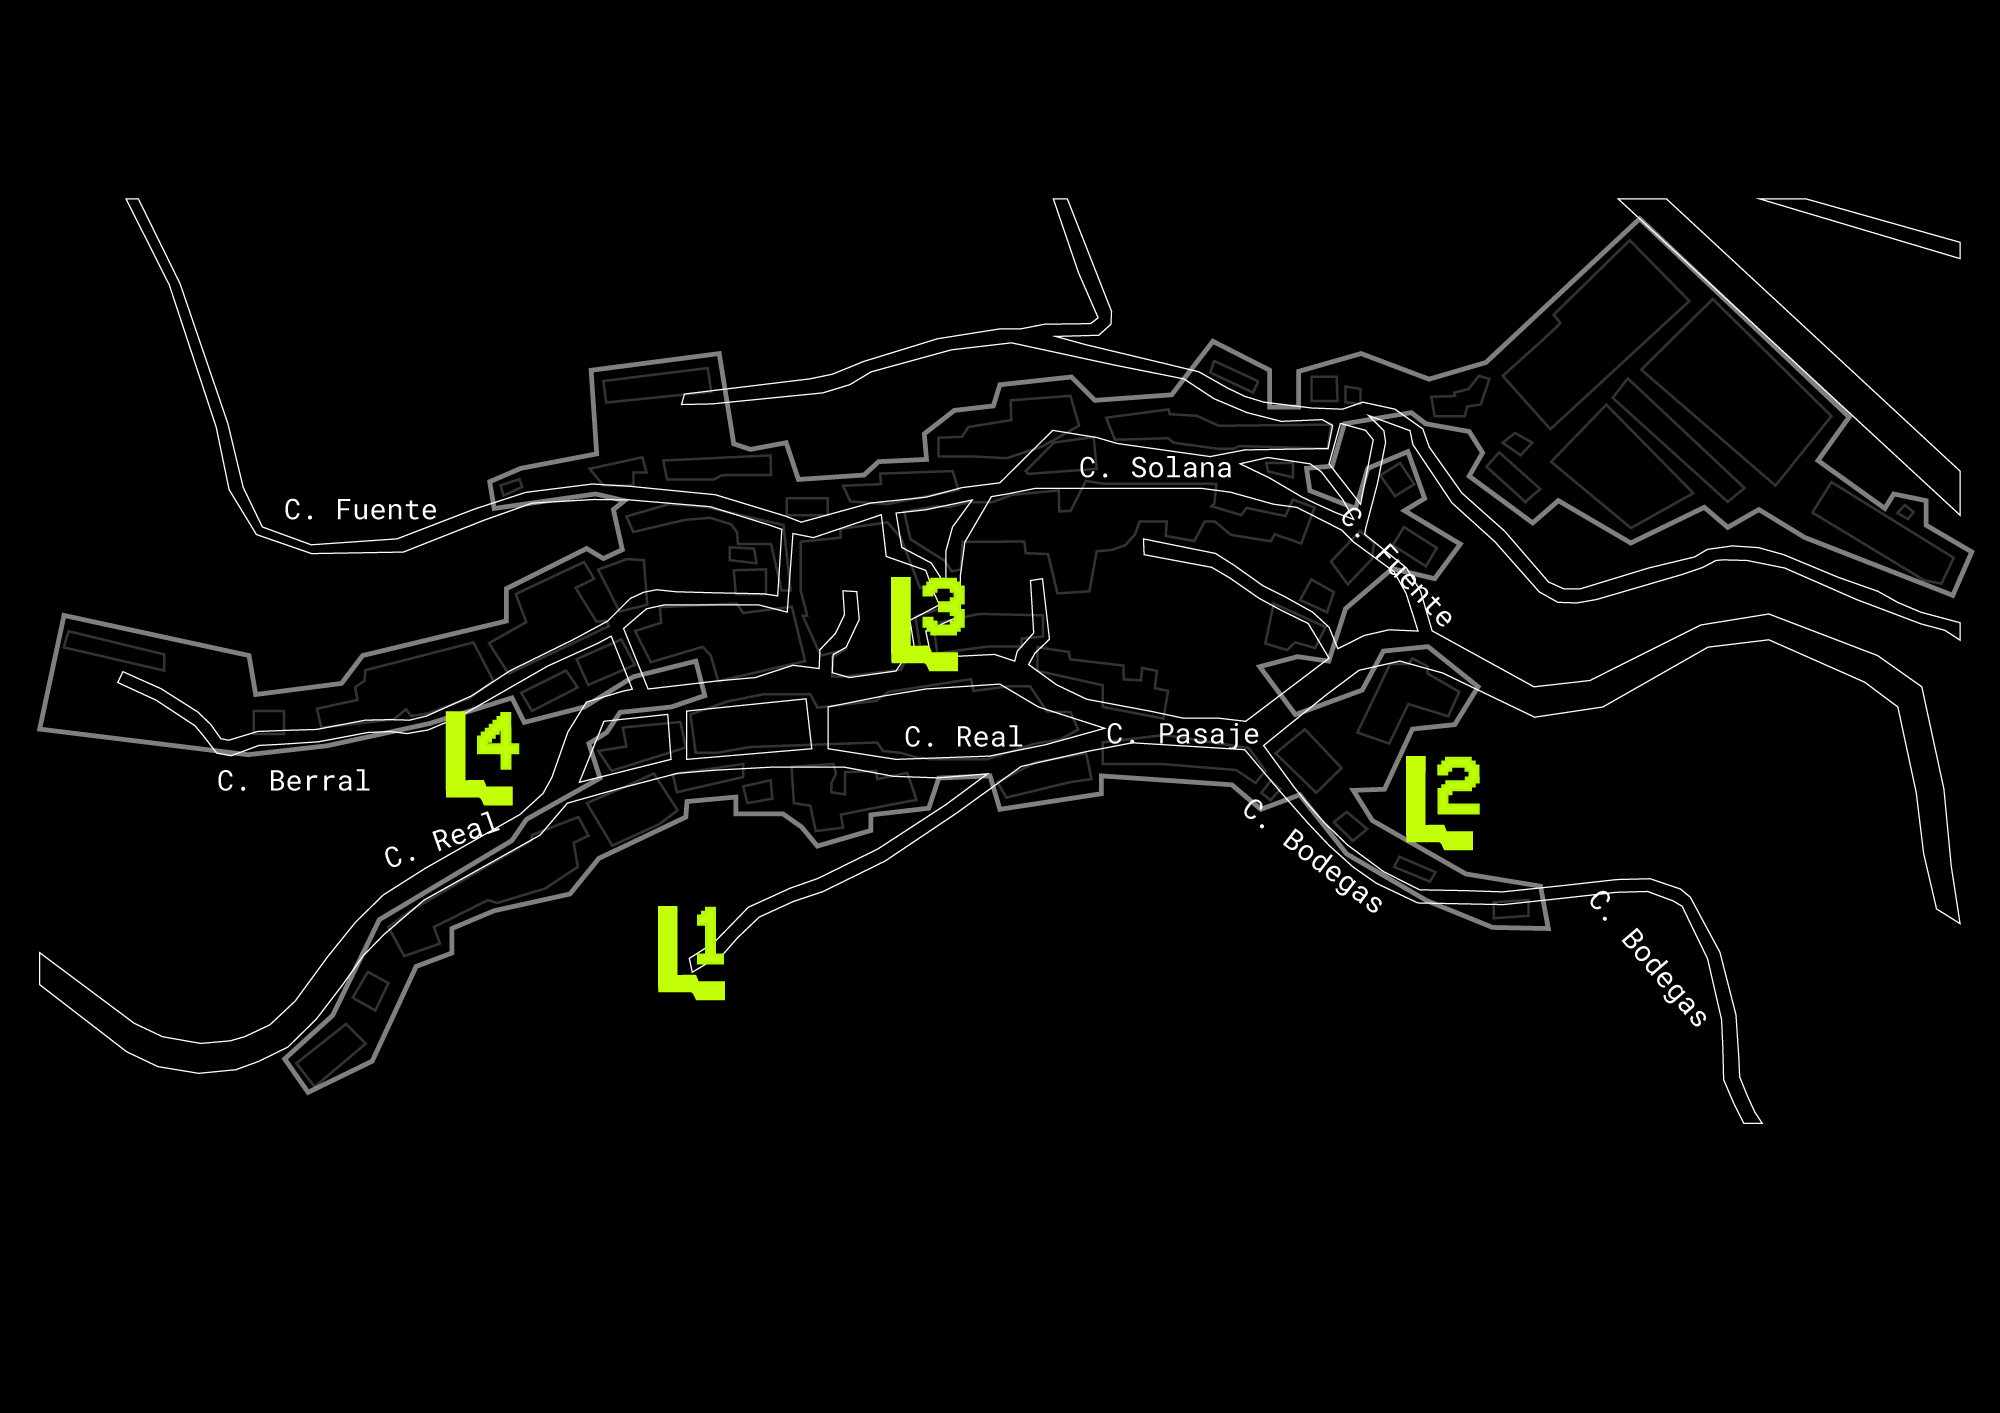 C. Solana
C. Fuente
C. Fuente
L3
C. Real
C. Pasaje
L4
C. Berral
L2
C. Real
C. Bodegas
C. Bodegas
L1